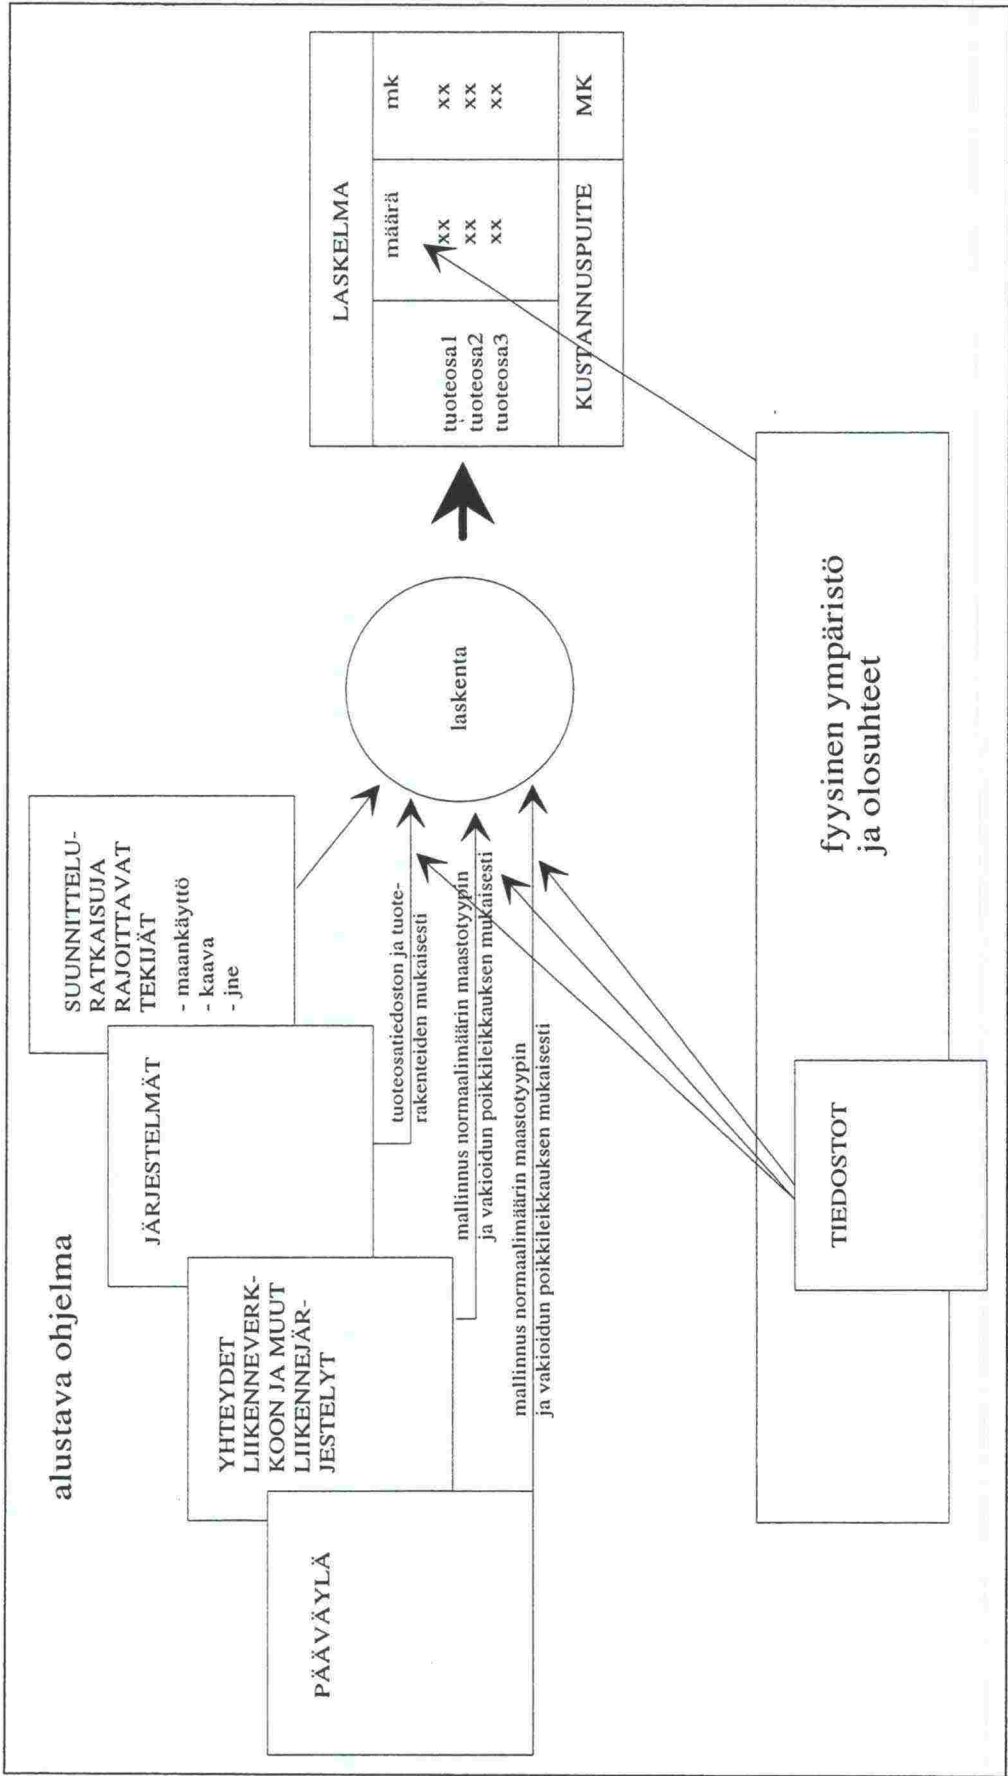 alustava ohjelma
PÄÄVÄYLÄ
YHTEYDET
LIIKENNEVERK-
KOON JA MUUT
LIIKENNEJÄR-
JESTELYT
JÄRJESTELMÄT
SUUNNITTELU-
RATKAISUJA
RAJOITTAVAT
TEKIJÄT
- maankäyttö
- kaava
- jne
tuoteosatiedoston ja tuote-
rakenteiden mukaisesti
mallinnus normaalimäärin maastotyypin
ja vakioidun poikkileikkauksen mukaisesti
mallinnus normaalimäärin maastotyypin
ja vakioidun poikkileikkauksen mukaisesti
laskenta
LASKELMA
määrä mk
tuoteosa1 xx xx
tuoteosa2 xx xx
tuoteosa3 xx xx
KUSTANNUSPUITE MK
TIEDOSTOT
fyysinen ympäristö
ja olosuhteet